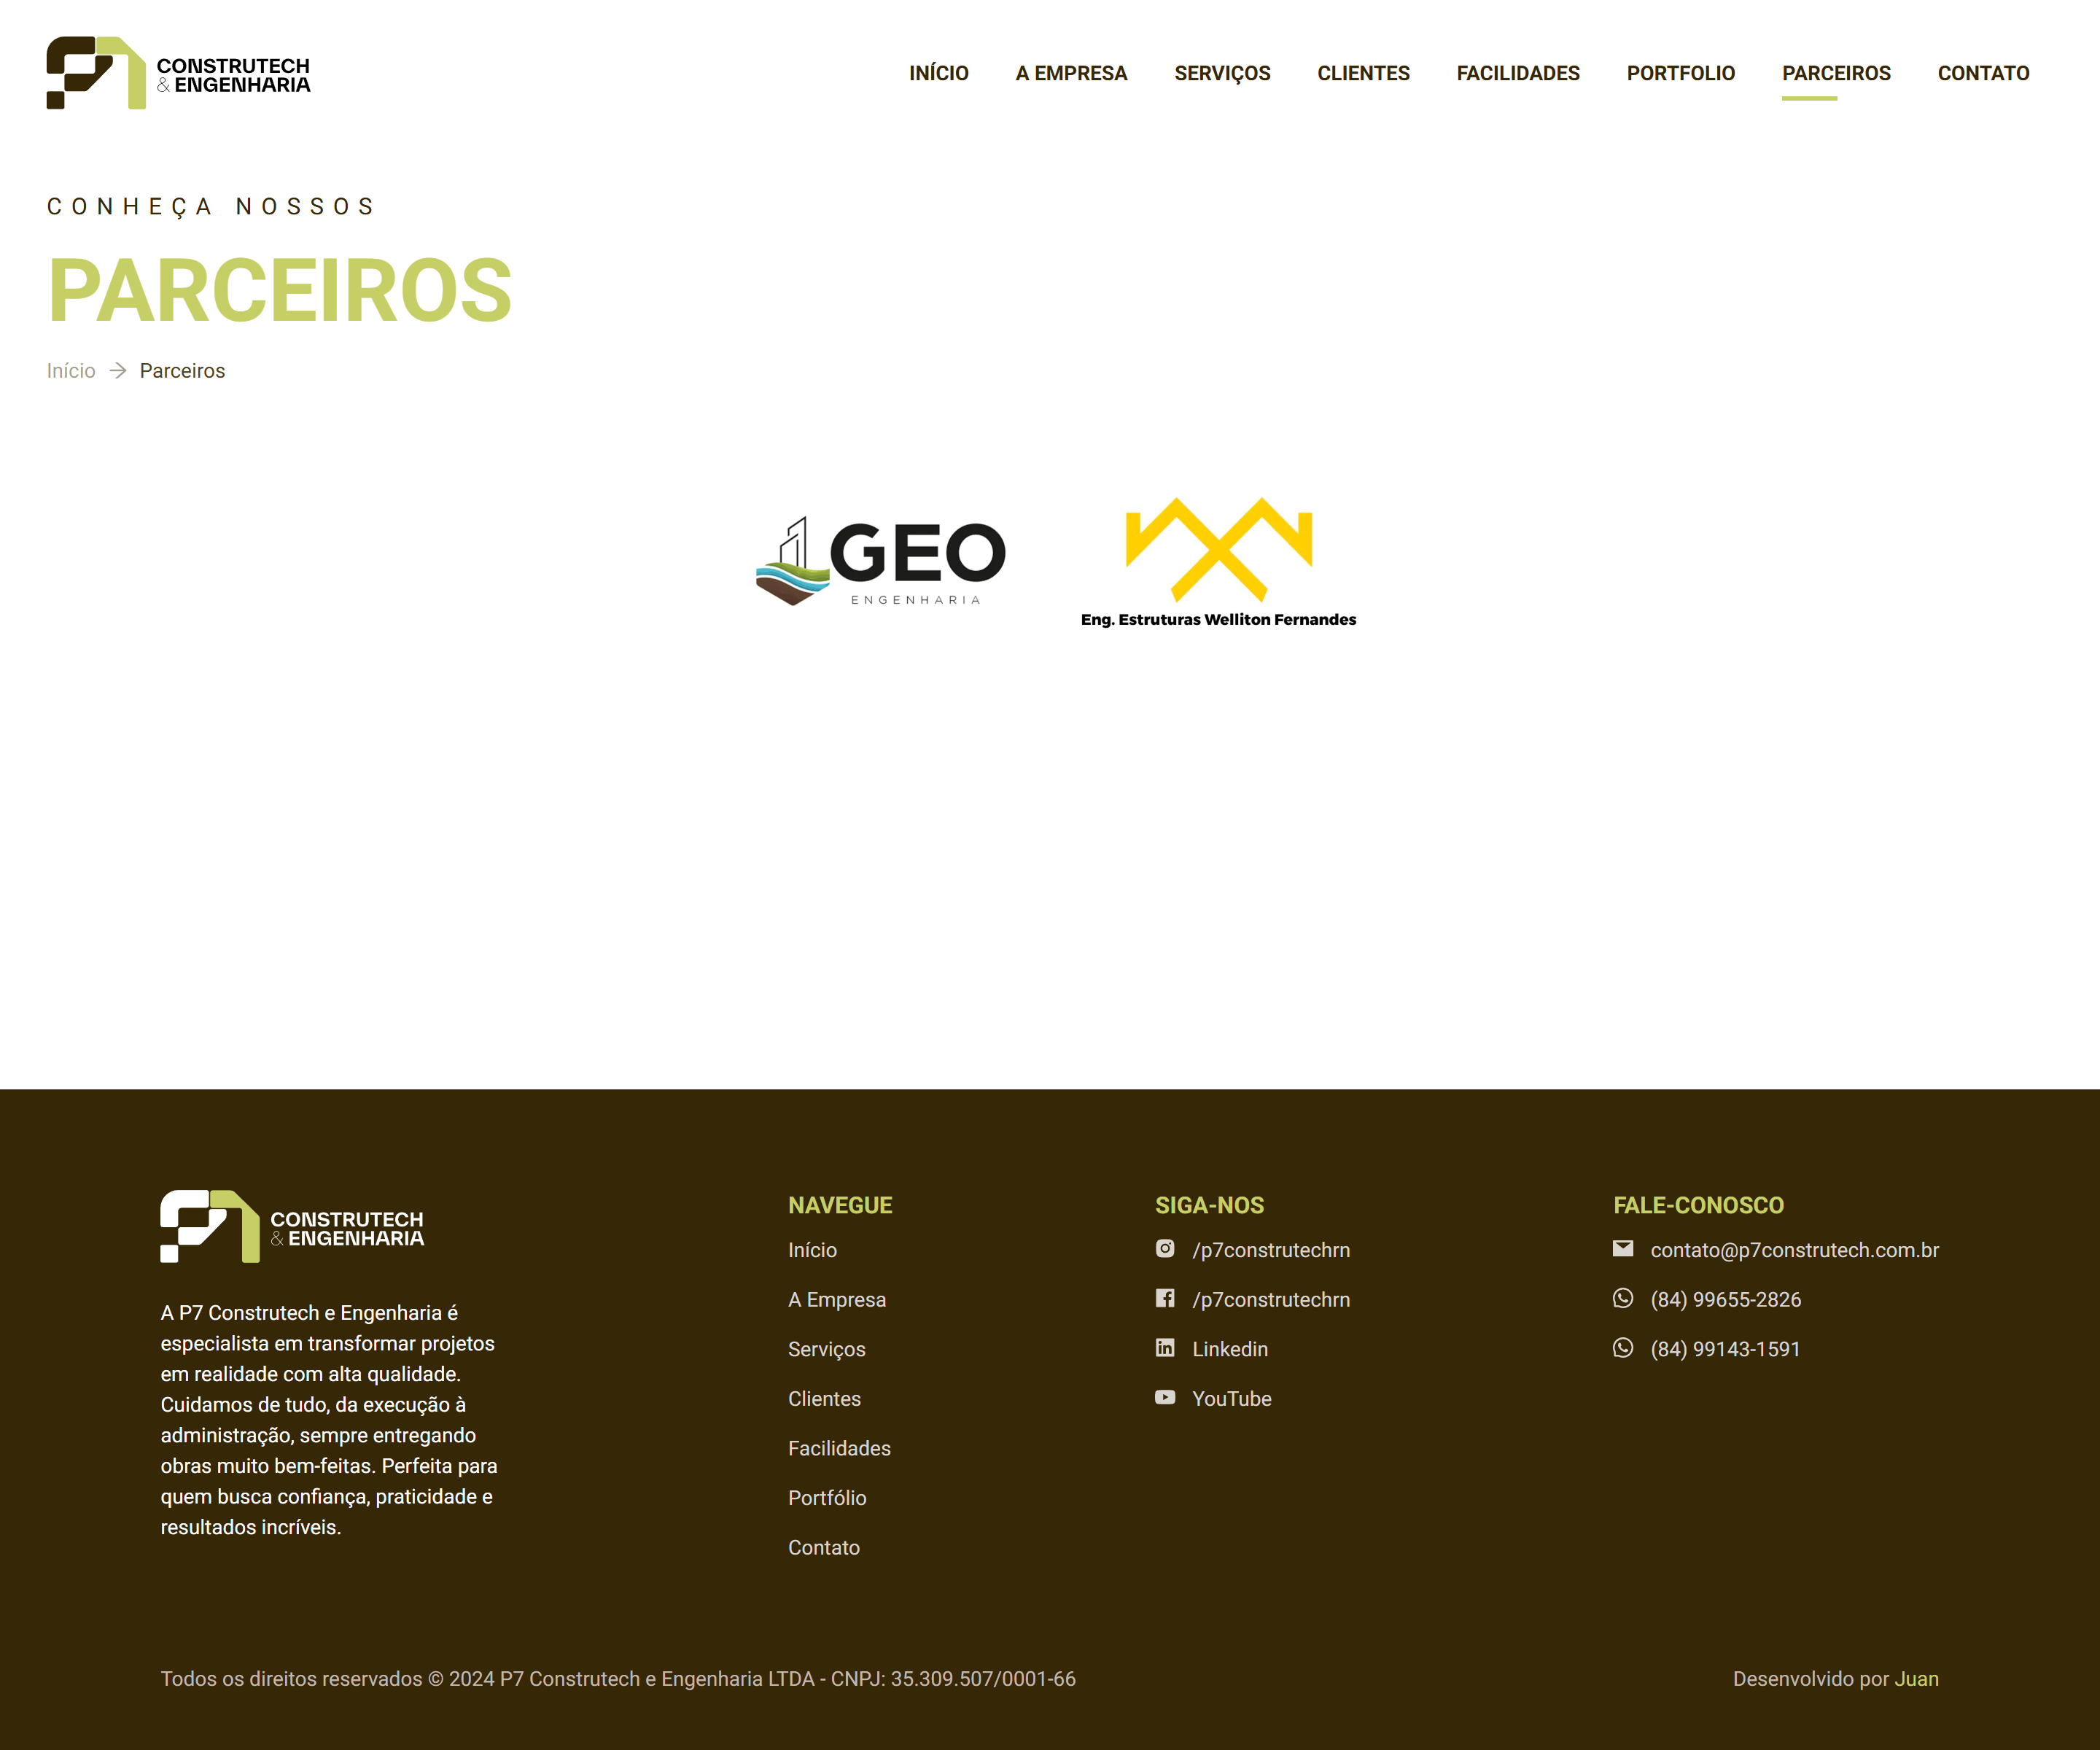 CONSTRUTECH
& ENGENHARIA
INÍCIO A EMPRESA SERVIÇOS CLIENTES FACILIDADES PORTFOLIO PARCEIROS CONTATO
CONHEÇA NOSSOS
PARCEIROS
Início → Parceiros
GEO
ENGENHARIA
Eng. Estruturas Welliton Fernandes
CONSTRUTECH
& ENGENHARIA
A P7 Construtech e Engenharia é
especialista em transformar projetos
em realidade com alta qualidade.
Cuidamos de tudo, da execução à
administração, sempre entregando
obras muito bem-feitas. Perfeita para
quem busca confiança, praticidade e
resultados incríveis.
NAVEGUE
Início
A Empresa
Serviços
Clientes
Facilidades
Portfólio
Contato
SIGA-NOS
/p7construtechrn
/p7construtechrn
Linkedin
YouTube
FALE-CONOSCO
contato@p7construtech.com.br
(84) 99655-2826
(84) 99143-1591
Todos os direitos reservados © 2024 P7 Construtech e Engenharia LTDA - CNPJ: 35.309.507/0001-66
Desenvolvido por Juan